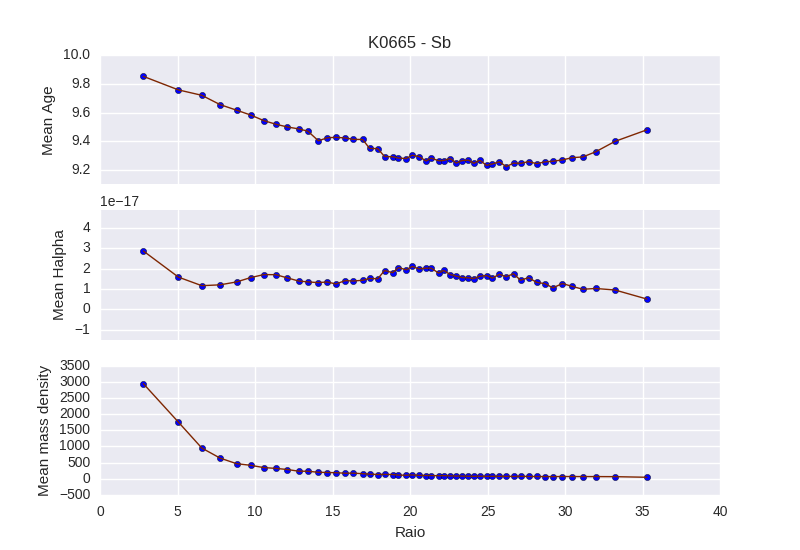 K0665 - Sb
10.0
9.8
9.6
9.4
9.2
Mean Age
1e−17
4
3
2
1
0
−1
Mean Halpha
3500
3000
2500
2000
1500
1000
500
0
−500
Mean mass density
0 5 10 15 20 25 30 35 40
Raio